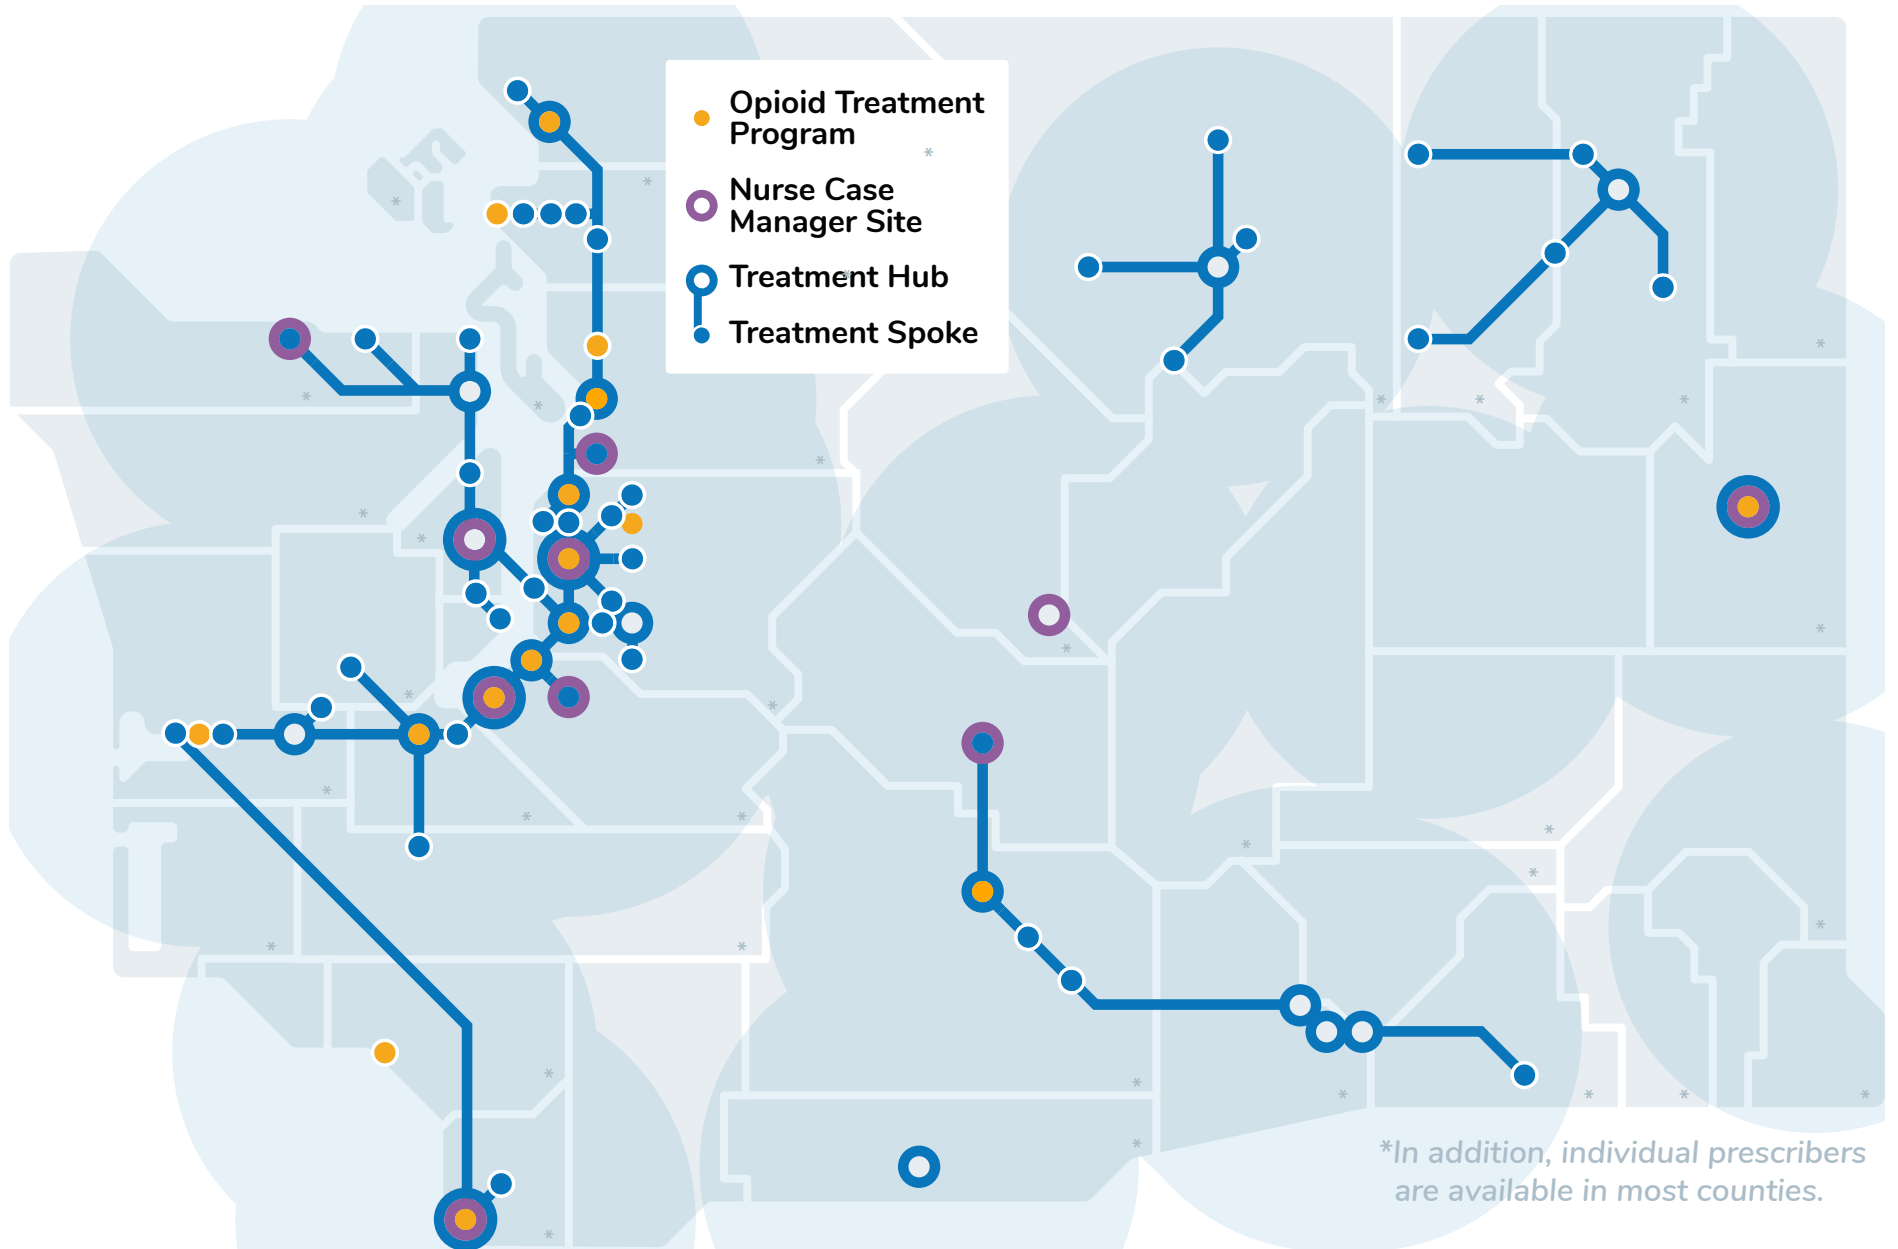 Opioid Treatment
Program
Nurse Case
Manager Site
Treatment Hub
Treatment Spoke
*In addition, individual prescribers
are available in most counties.